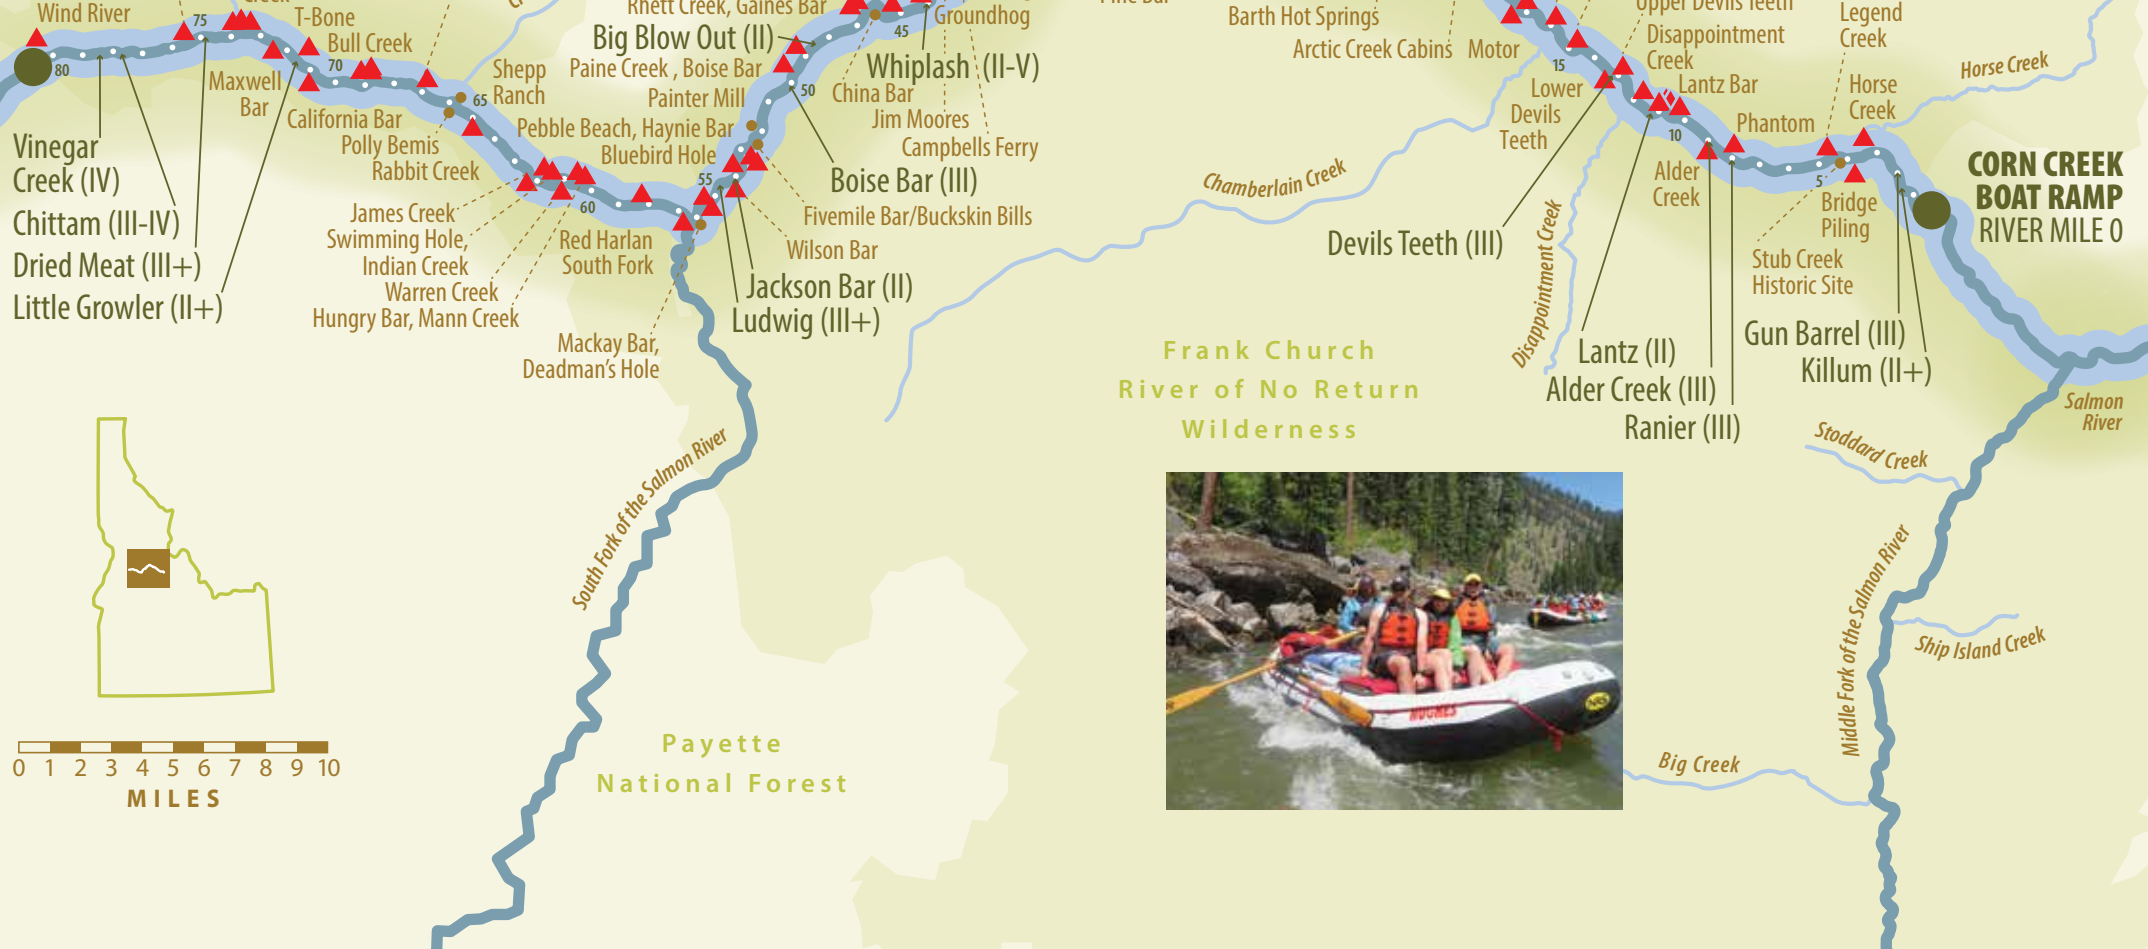 Wind River
80
75
T-Bone
Bull Creek
70
Maxwell
Bar
California Bar
Polly Bemis
Rabbit Creek
Shepp
Ranch
65
Vinegar
Creek (IV)
Chittam (III-IV)
Dried Meat (III+)
Little Growler (II+)
James Creek
Swimming Hole,
Indian Creek
Warren Creek
Hungry Bar, Mann Creek
60
Red Harlan
South Fork
Mackay Bar,
Deadman's Hole
Rhett Creek, Gaines Bar
Big Blow Out (II)
Paine Creek , Boise Bar
Painter Mill
Pebble Beach, Haynie Bar
Bluebird Hole
55
50
45
Groundhog
Whiplash (II-V)
China Bar
Jim Moores
Campbells Ferry
Boise Bar (III)
Fivemile Bar/Buckskin Bills
Wilson Bar
Jackson Bar (II)
Ludwig (III+)
Barth Hot Springs
Arctic Creek Cabins
Motor
15
Upper Devils Teeth
Disappointment
Creek
Lantz Bar
Lower
Devils
Teeth
10
Phantom
Alder
Creek
Legend
Creek
Horse
Creek
Horse Creek
5
Bridge
Piling
Stub Creek
Historic Site
CORN CREEK
BOAT RAMP
RIVER MILE 0
Chamberlain Creek
Disappointment Creek
Devils Teeth (III)
Lantz (II)
Alder Creek (III)
Ranier (III)
Gun Barrel (III)
Killum (II+)
Salmon
River
Frank Church
River of No Return
Wilderness
Stoddard Creek
Middle Fork of the Salmon River
Ship Island Creek
Big Creek
South Fork of the Salmon River
Payette
National Forest
HUGHES
NRS
0 1 2 3 4 5 6 7 8 9 10
MILES